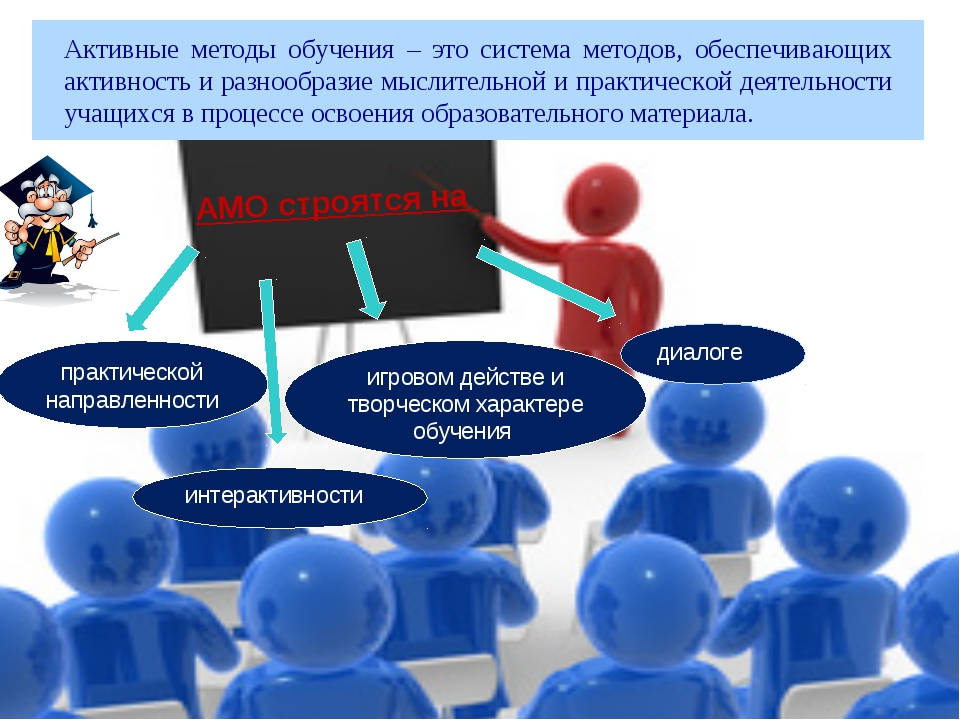 Активные методы обучения – это система методов, обеспечивающих
активность и разнообразие мыслительной и практической деятельности
учащихся в процессе освоения образовательного материала.
АМО строятся на
практической
направленности
интерактивности
игровом действе и
творческом характере
обучения
диалоге